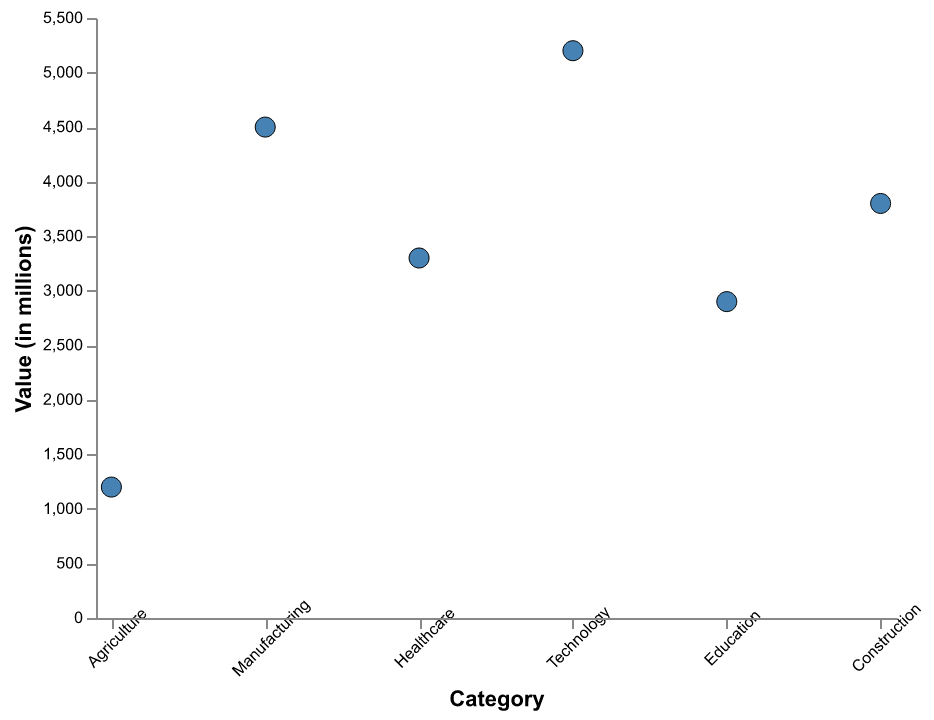 5,500
5,000
4,500
4,000
3,500
3,000
2,500
2,000
1,500
1,000
500
0
Value (in millions)
Agriculture
Manufacturing
Healthcare
Technology
Education
Construction
Category